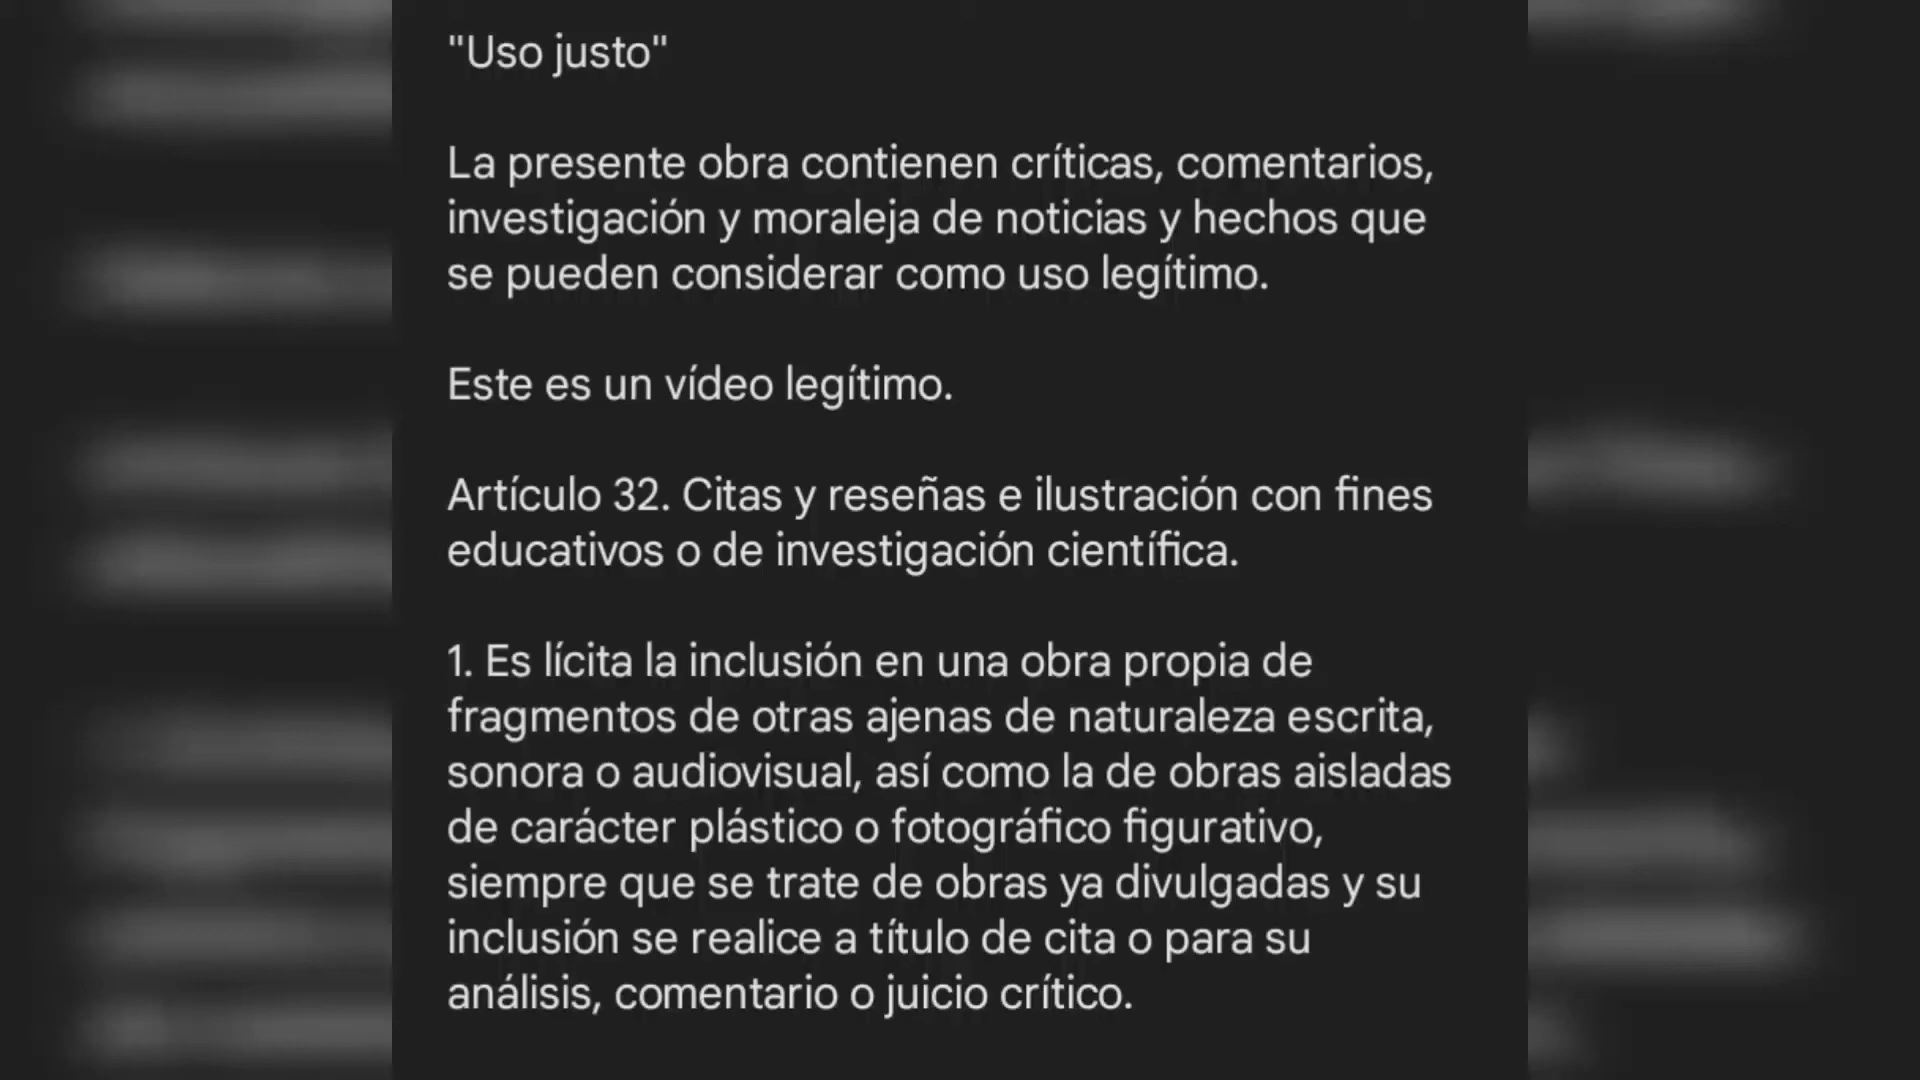 "Uso justo"
La presente obra contienen críticas, comentarios,
investigación y moraleja de noticias y hechos que
se pueden considerar como uso legítimo.
Este es un vídeo legítimo.
Artículo 32. Citas y reseñas e ilustración con fines
educativos o de investigación científica.
1. Es lícita la inclusión en una obra propia de
fragmentos de otras ajenas de naturaleza escrita,
sonora o audiovisual, así como la de obras aisladas
de carácter plástico o fotográfico figurativo,
siempre que se trate de obras ya divulgadas y su
inclusión se realice a título de cita o para su
análisis, comentario o juicio crítico.